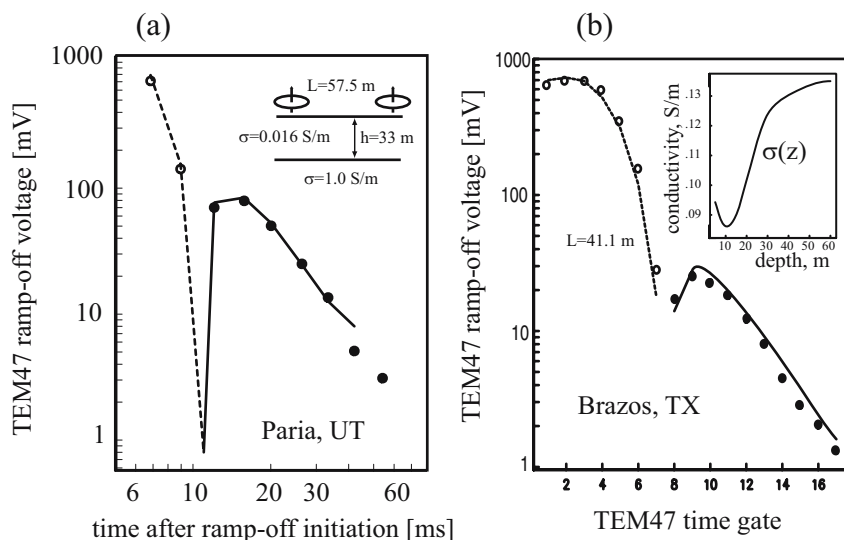 (a)
TEM47 ramp-off voltage [mV]
1000
100
10
1
L=57.5 m
σ=0.016 S/m
h=33 m
σ=1.0 S/m
Paria, UT
6
10
20
30
60
time after ramp-off initiation [ms]
(b)
TEM47 ramp-off voltage [mV]
1000
100
10
1
L=41.1 m
conductivity, S/m
.13
.12
.11
.10
.09
σ(z)
10 20 30 40 50 60
depth, m
Brazos, TX
2 4 6 8 10 12 14 16
TEM47 time gate